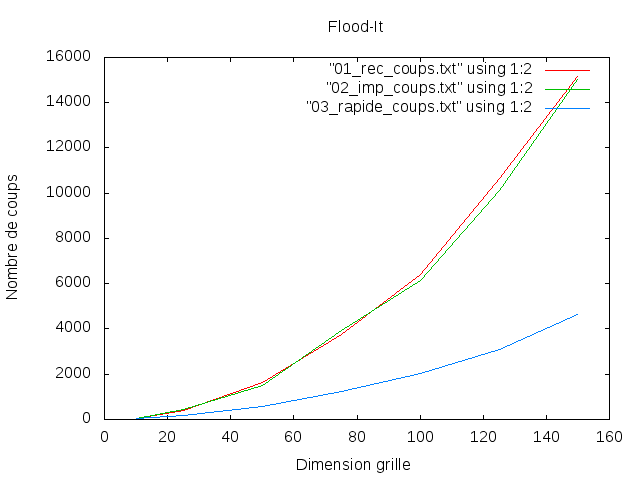 Flood-It
16000
14000
12000
10000
8000
6000
4000
2000
0
Nombre de coups
"01_rec_coups.txt" using 1:2
"02_imp_coups.txt" using 1:2
"03_rapide_coups.txt" using 1:2
0 20 40 60 80 100 120 140 160
Dimension grille